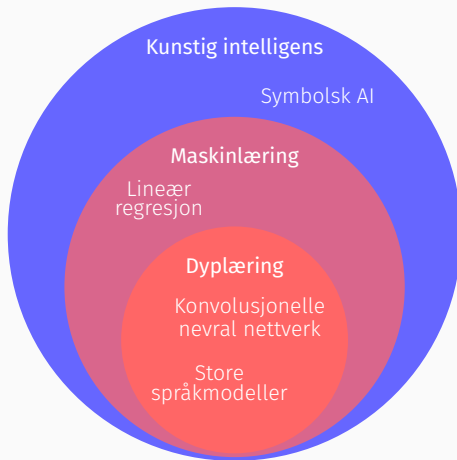 Kunstig intelligens
Symbolsk AI
Maskinlæring
Lineær
regresjon
Dyplæring
Konvolusjonelle
nevral nettverk
Store
språkmodeller